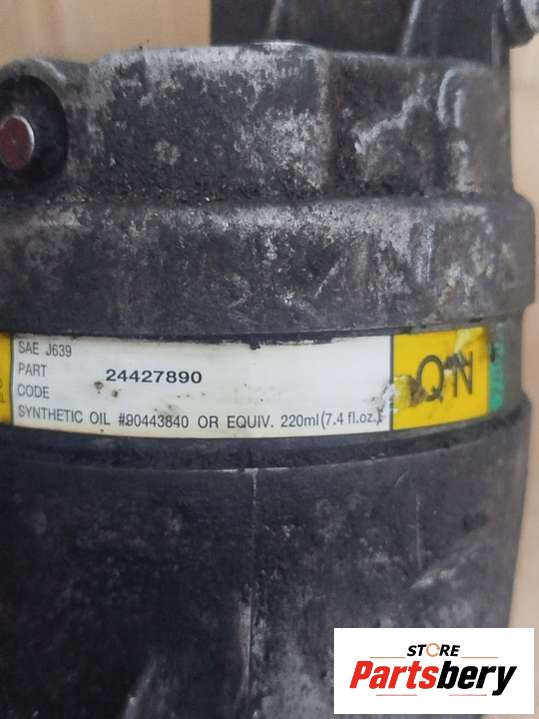 SAE J639
PART 24427890
CODE
SYNTHETIC OIL #90443840 OR EQUIV. 220ml(7.4 fl.oz.)
STORE
Partsbery